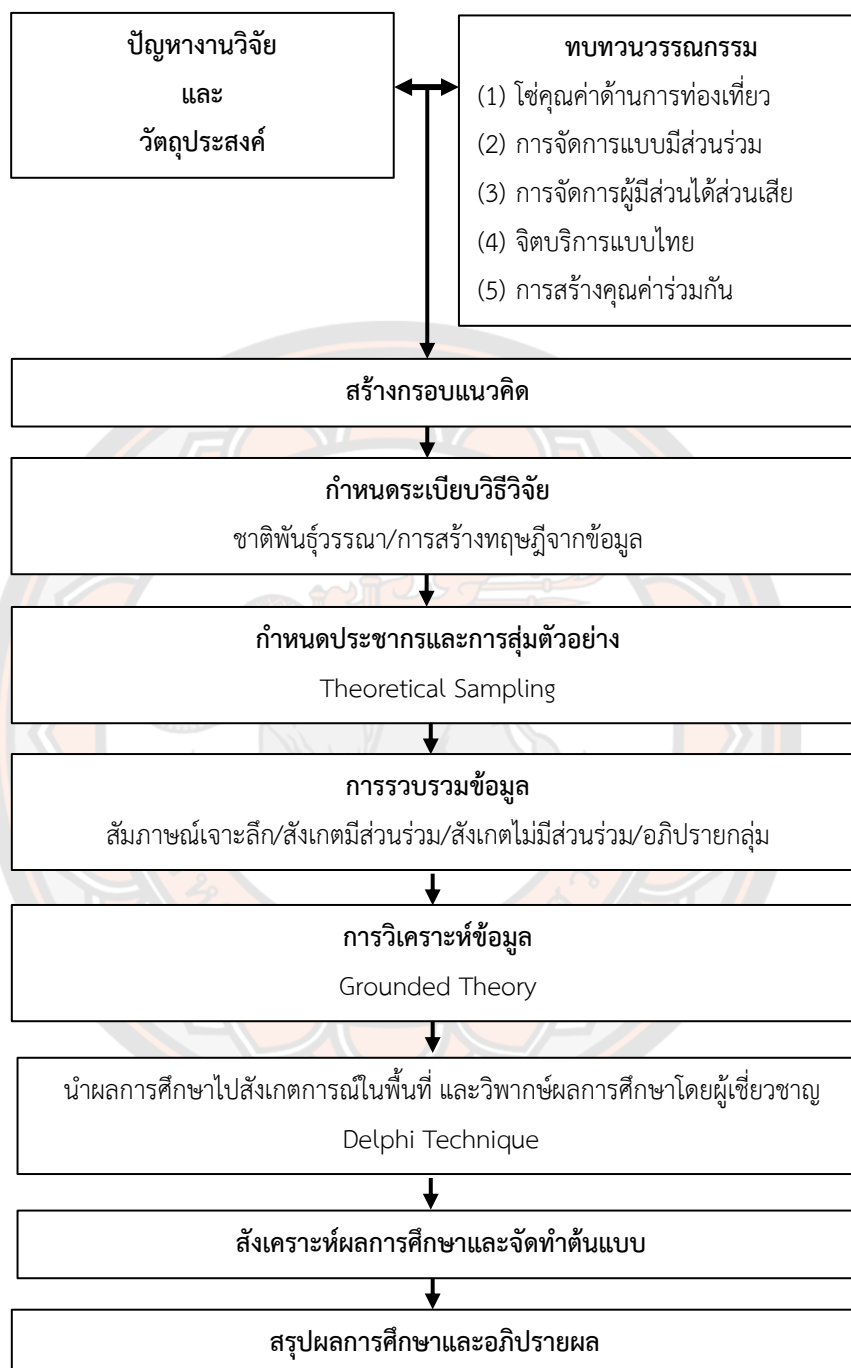 ปัญหางานวิจัย
และ
วัตถุประสงค์
ทบทวนวรรณกรรม
(1) โซ่คุณค่าด้านการท่องเที่ยว
(2) การจัดการแบบมีส่วนร่วม
(3) การจัดการผู้มีส่วนได้ส่วนเสีย
(4) จิตบริการแบบไทย
(5) การสร้างคุณค่าร่วมกัน
สร้างกรอบแนวคิด
กำหนดระเบียบวิธีวิจัย
ชาติพันธุ์วรรณา/การสร้างทฤษฎีจากข้อมูล
กำหนดประชากรและการสุ่มตัวอย่าง
Theoretical Sampling
การรวบรวมข้อมูล
สัมภาษณ์เจาะลึก/สังเกตมีส่วนร่วม/สังเกตไม่มีส่วนร่วม/อภิปรายกลุ่ม
การวิเคราะห์ข้อมูล
Grounded Theory
นำผลการศึกษาไปสังเกตการณ์ในพื้นที่ และวิพากษ์ผลการศึกษาโดยผู้เชี่ยวชาญ
Delphi Technique
สังเคราะห์ผลการศึกษาและจัดทำต้นแบบ
สรุปผลการศึกษาและอภิปรายผล